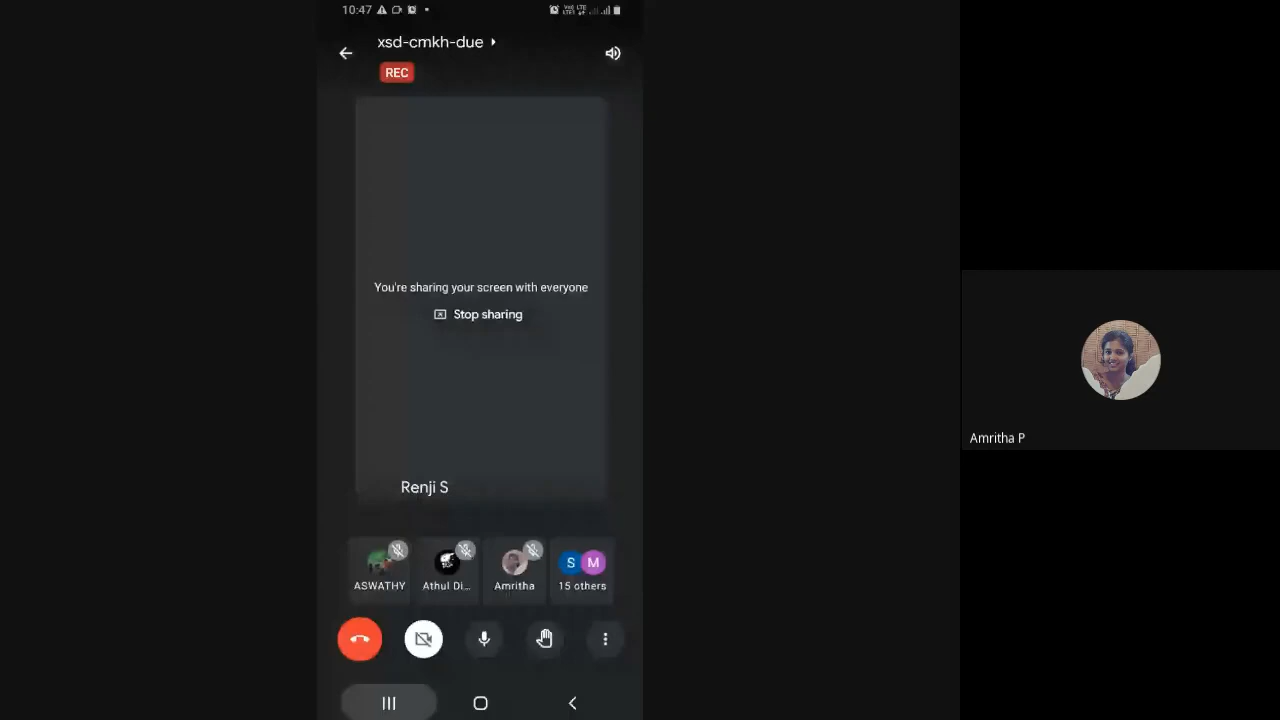 10:47
xsd-cmkh-due
REC
You're sharing your screen with everyone
Stop sharing
Renji S
ASWATHY
Athul Di...
Amritha
S
M
15 others
Amritha P